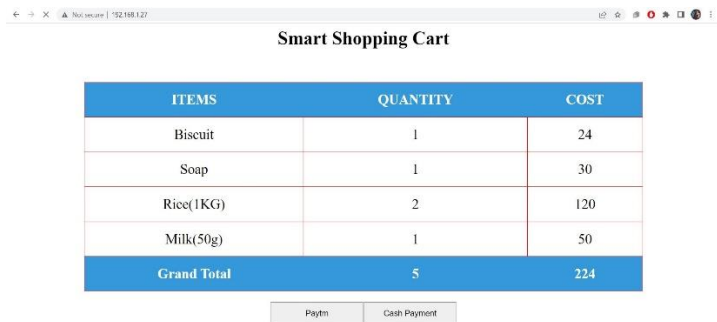 Not secure | 192.168.1.27
Smart Shopping Cart
ITEMS QUANTITY COST
Biscuit 1 24
Soap 1 30
Rice(1KG) 2 120
Milk(50g) 1 50
Grand Total 5 224
Paytm Cash Payment